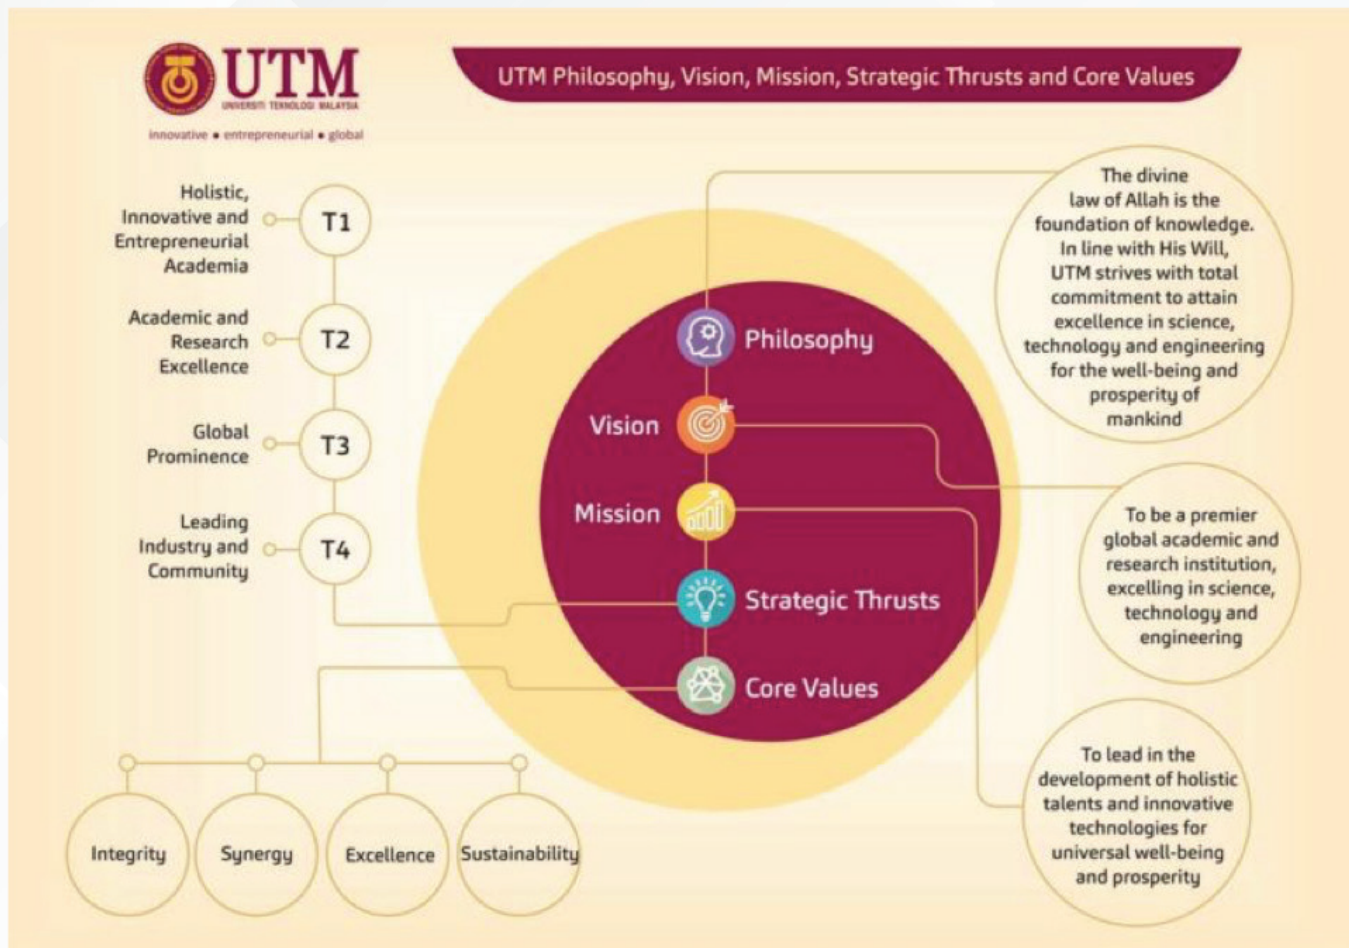 UTM
UNIVERSITI TEKNOLOGI MALAYSIA
innovative • entrepreneurial • global
UTM Philosophy, Vision, Mission, Strategic Thrusts and Core Values
Holistic,
Innovative and
Entrepreneurial
Academia
T1
Academic and
Research
Excellence
T2
Global
Prominence
T3
Leading
Industry and
Community
T4
Philosophy
Vision
Mission
Strategic Thrusts
Core Values
The divine
law of Allah is the
foundation of knowledge.
In line with His Will,
UTM strives with total
commitment to attain
excellence in science,
technology and engineering
for the well-being and
prosperity of
mankind
To be a premier
global academic and
research institution,
excelling in science,
technology and
engineering
To lead in the
development of holistic
talents and innovative
technologies for
universal well-being
and prosperity
Integrity
Synergy
Excellence
Sustainability